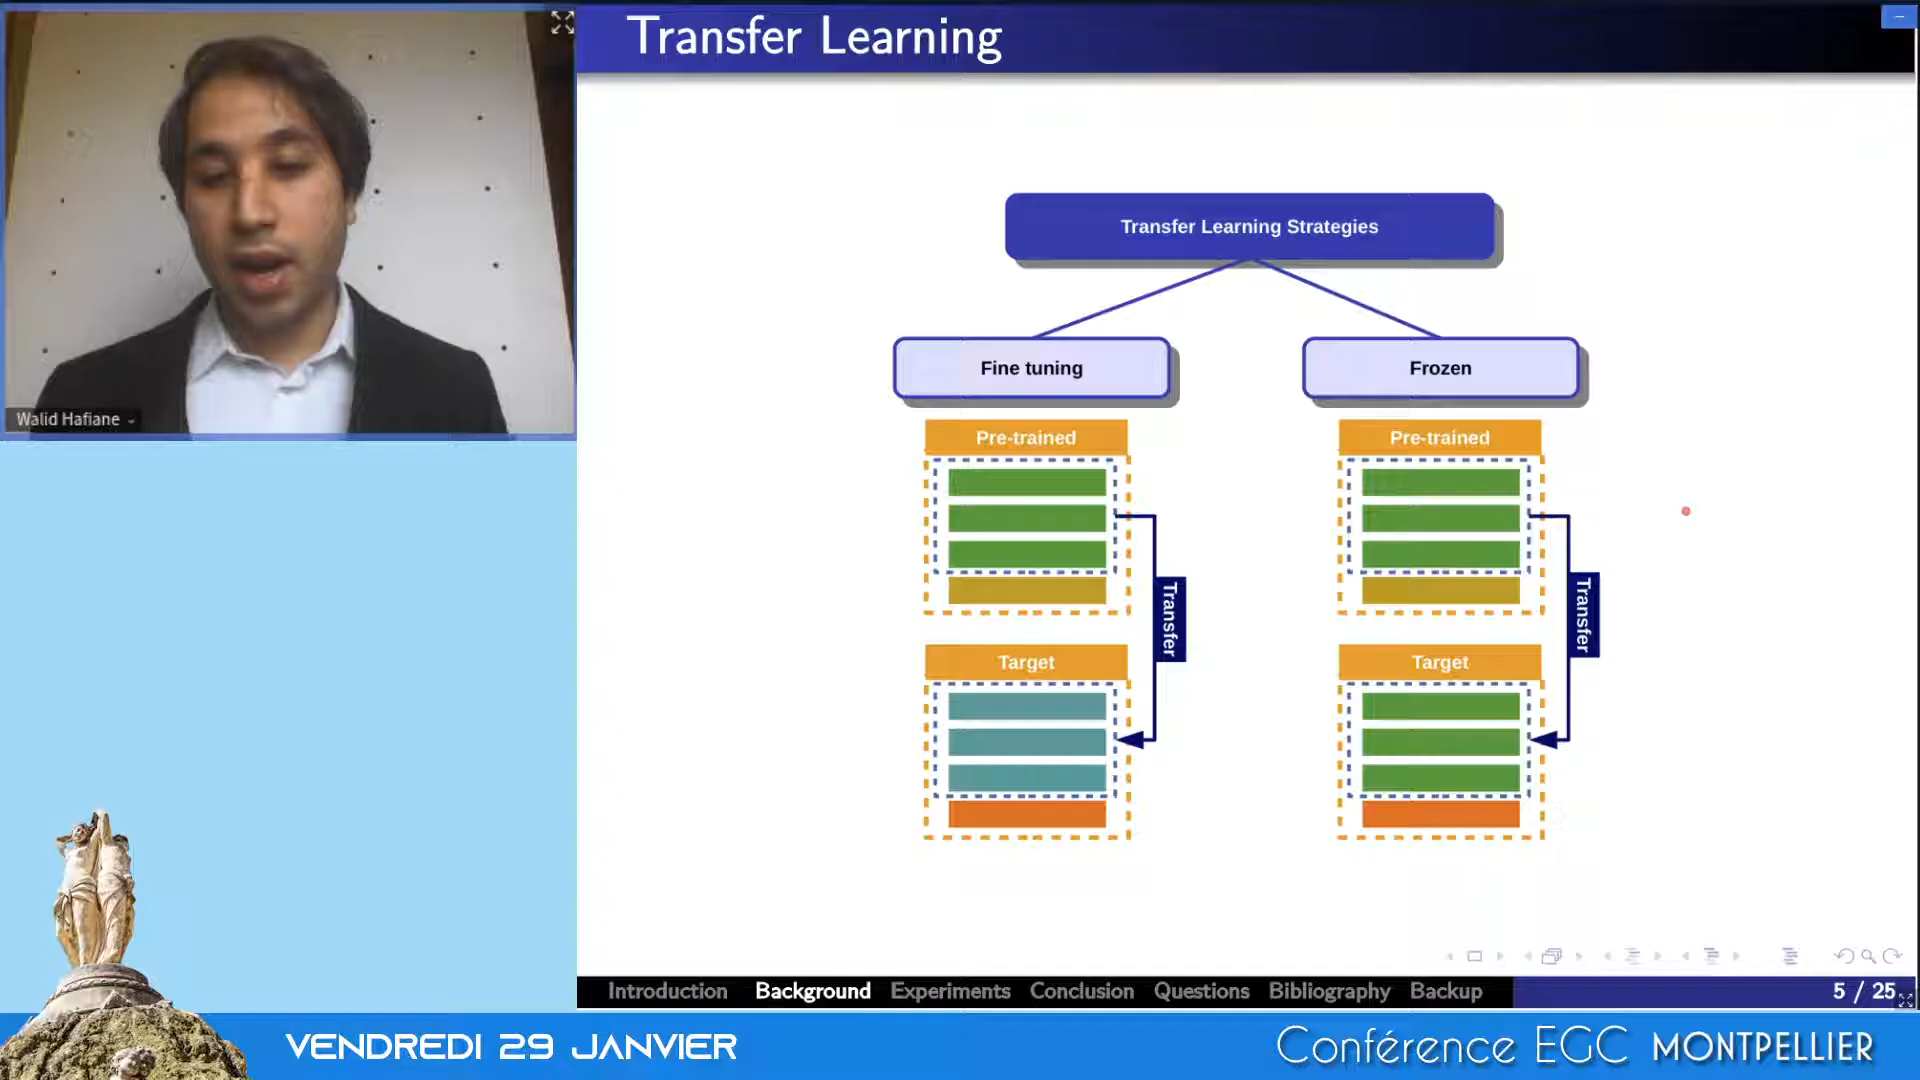 Transfer Learning
Walid Hafiane
Transfer Learning Strategies
Fine tuning
Frozen
Pre-trained
Pre-trained
Transfer
Transfer
Target
Target
Introduction Background Experiments Conclusion Questions Bibliography Backup
5 / 25
VENDREDI 29 JANVIER
Conférence EGC MONTPELLIER